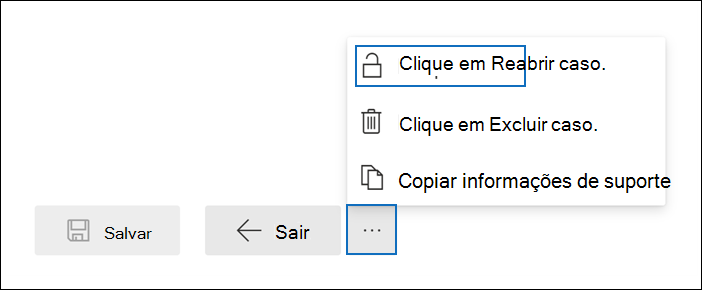 Clique em Reabrir caso.
Clique em Excluir caso.
Copiar informações de suporte
Salvar
Sair
...